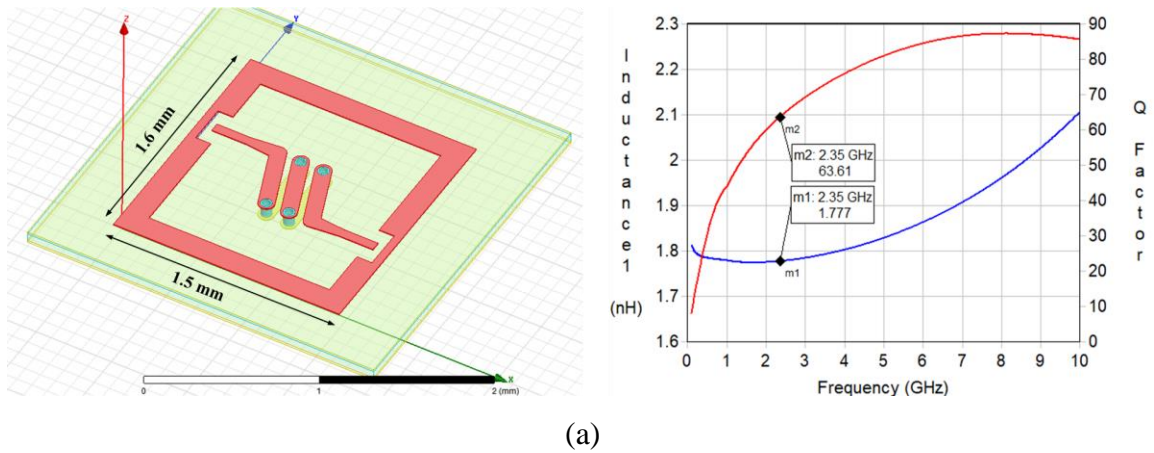 Z
Y
1.6 mm
1.5 mm
X
0
1
2 (mm)
Inductance1
(nH)
2.3
2.2
2.1
2
1.9
1.8
1.7
1.6
90
80
70
60
50
40
30
20
10
0
Q Factor
m2
m2: 2.35 GHz
63.61
m1: 2.35 GHz
1.777
m1
0 1 2 3 4 5 6 7 8 9 10
Frequency (GHz)
(a)